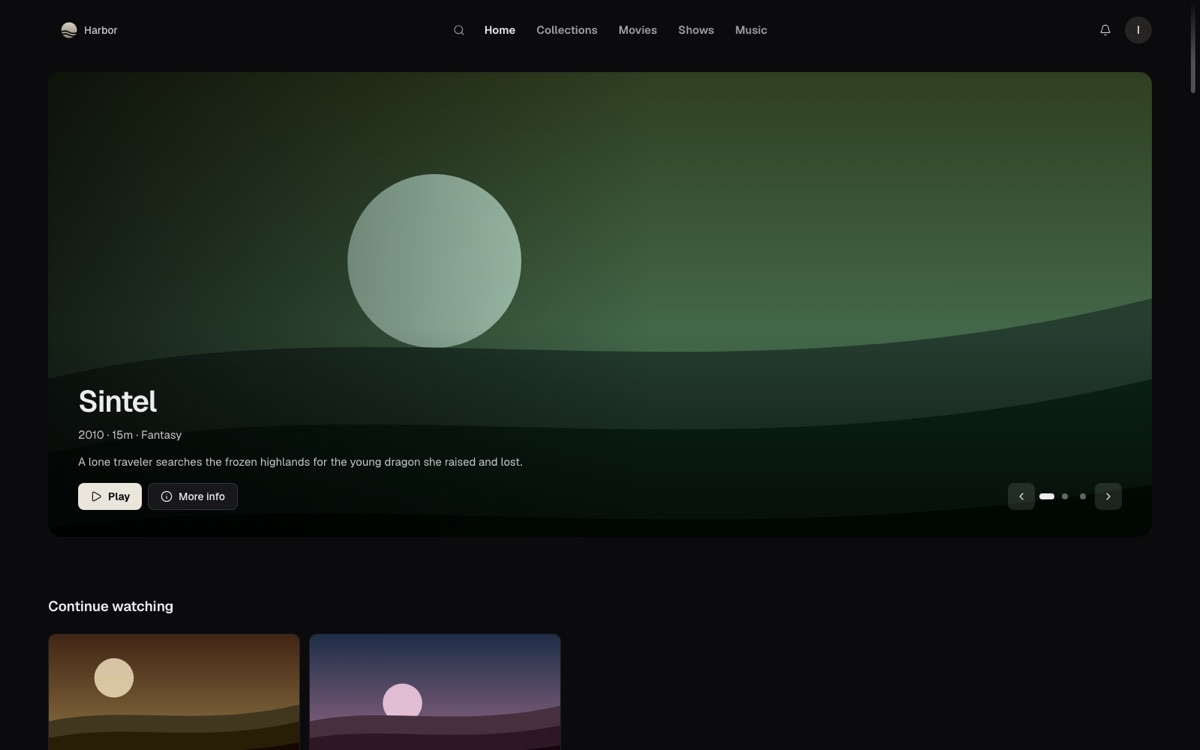 Harbor
Home Collections Movies Shows Music
I
Sintel
2010 · 15m · Fantasy
A lone traveler searches the frozen highlands for the young dragon she raised and lost.
Play More info
Continue watching